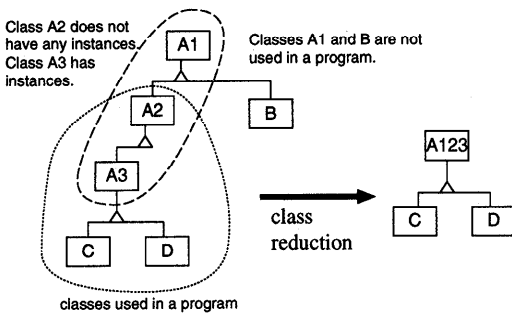 Class A2 does not
have any instances.
Class A3 has
instances.
A1
Classes A1 and B are not
used in a program.
A2
B
A3
A123
class
reduction
C
D
C
D
classes used in a program